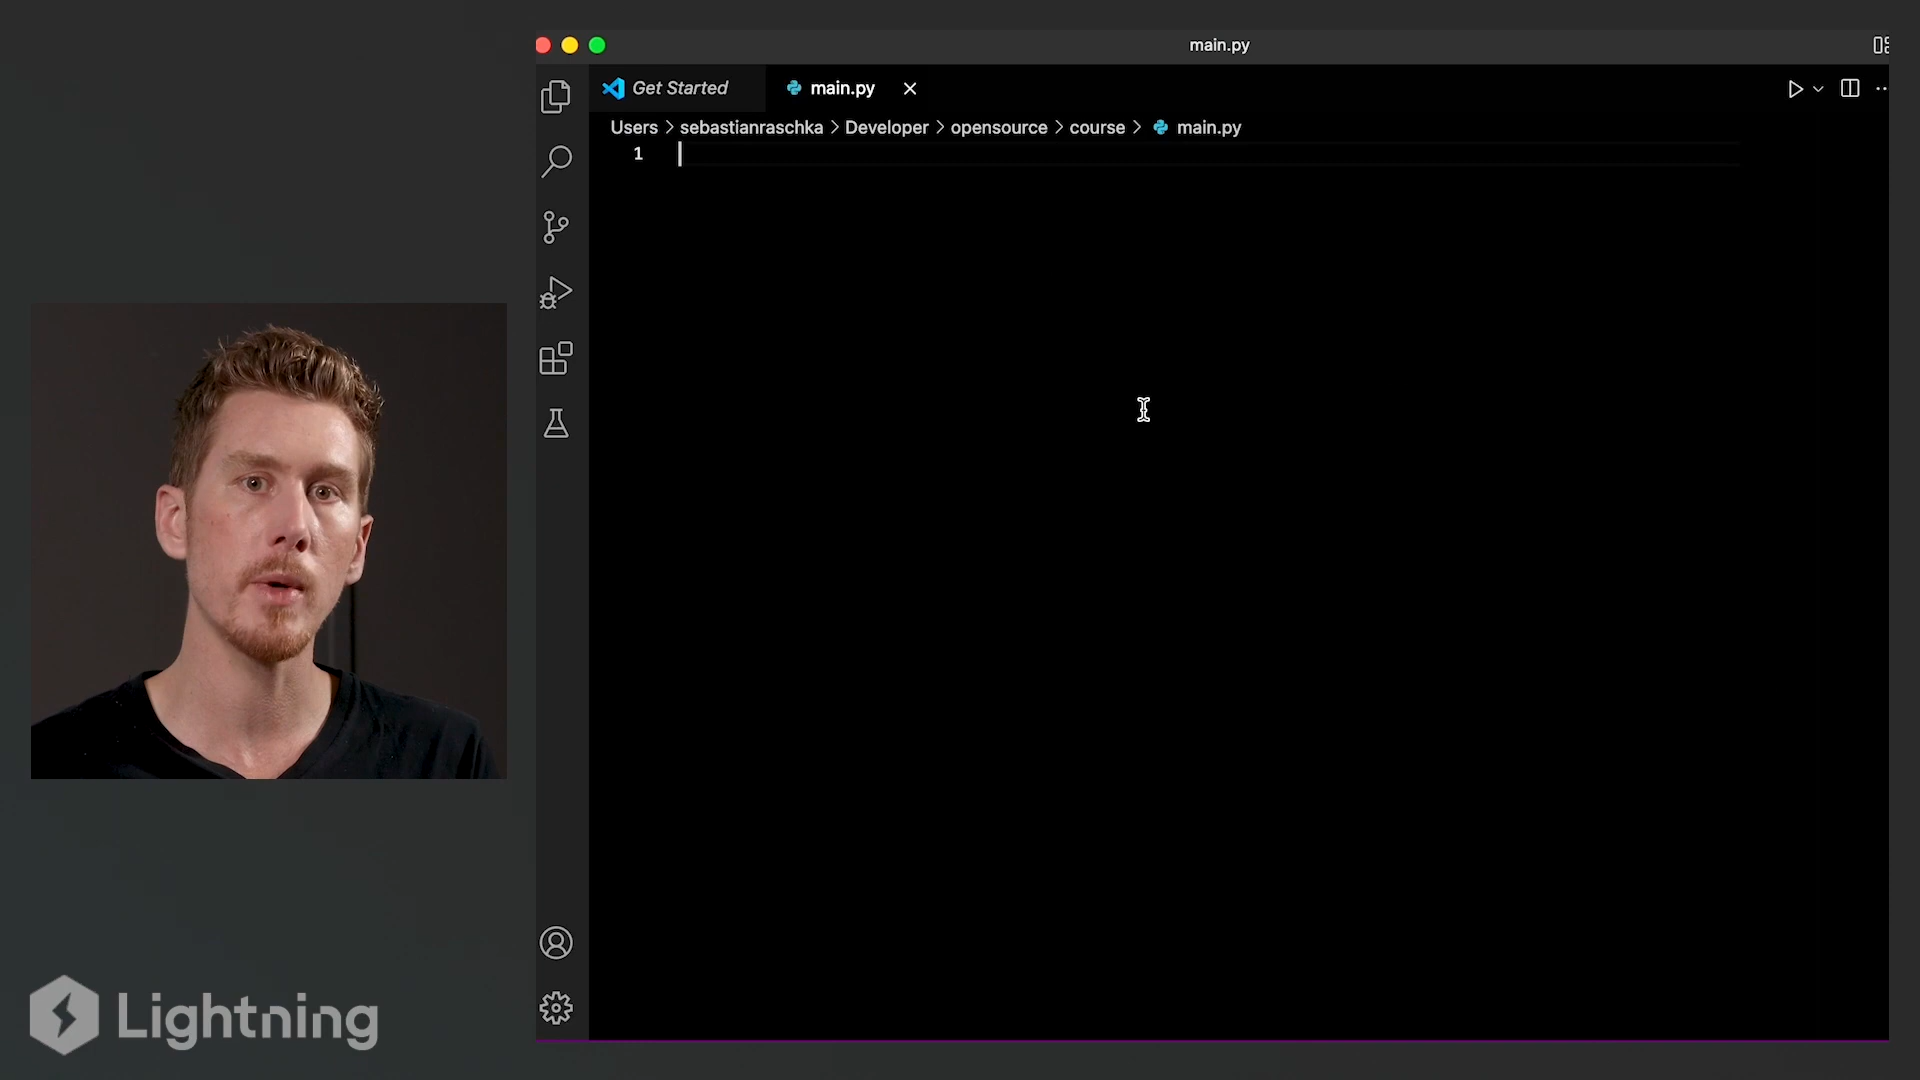 main.py
Get Started
main.py
Users > sebastianraschka > Developer > opensource > course > main.py
1
Lightning